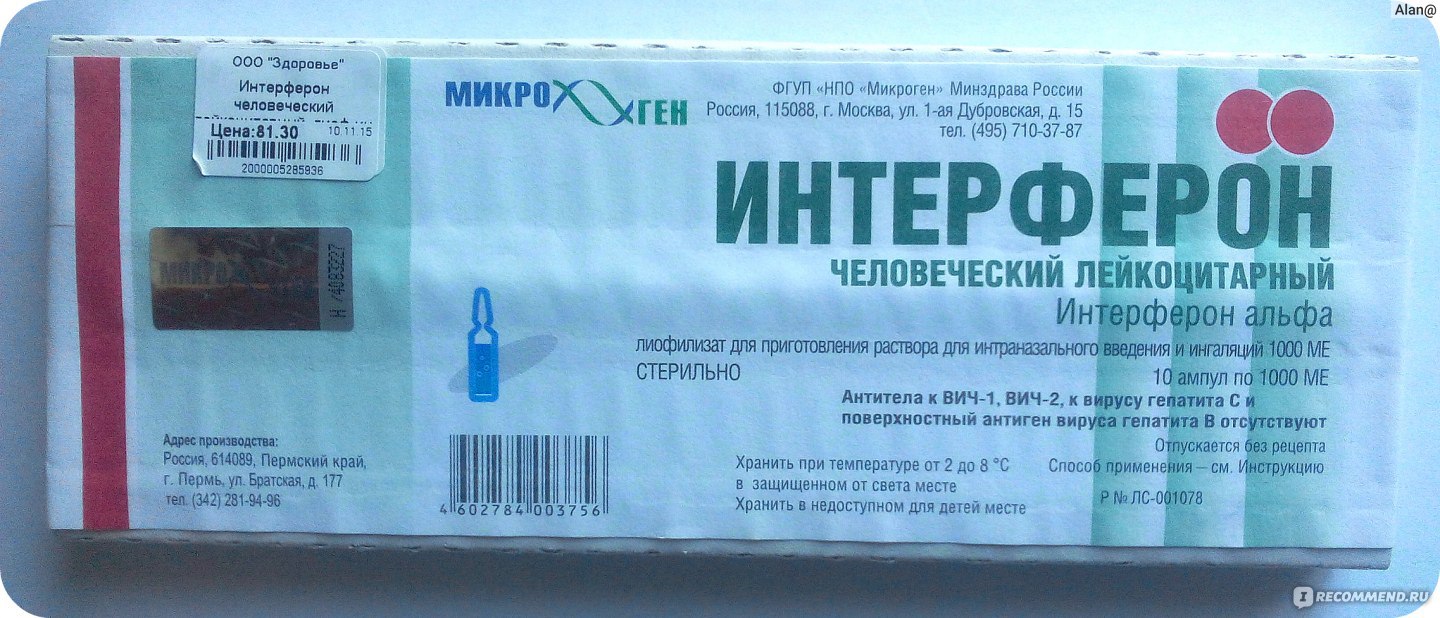 Alan@
ООО "Здоровье"
Интерферон
человеческий
Цена:81.30 10.11.15
2000005285936
МИКРОГЕН
ФГУП «НПО «Микроген» Минздрава России
Россия, 115088, г. Москва, ул. 1-ая Дубровская, д. 15
тел. (495) 710-37-87
ИНТЕРФЕРОН
ЧЕЛОВЕЧЕСКИЙ ЛЕЙКОЦИТАРНЫЙ
Интерферон альфа
лиофилизат для приготовления раствора для интраназального введения и ингаляций 1000 МЕ
СТЕРИЛЬНО
10 ампул по 1000 МЕ
Антитела к ВИЧ-1, ВИЧ-2, к вирусу гепатита С и
поверхностный антиген вируса гепатита В отсутствуют
Отпускается без рецепта
Способ применения – см. Инструкцию
Р № ЛС-001078
Хранить при температуре от 2 до 8 °С
в защищенном от света месте
Хранить в недоступном для детей месте
МИКРО
Адрес производства:
Россия, 614089, Пермский край,
г. Пермь, ул. Братская, д. 177
тел. (342) 281-94-96
4 602784 003756
I RECOMMEND.RU